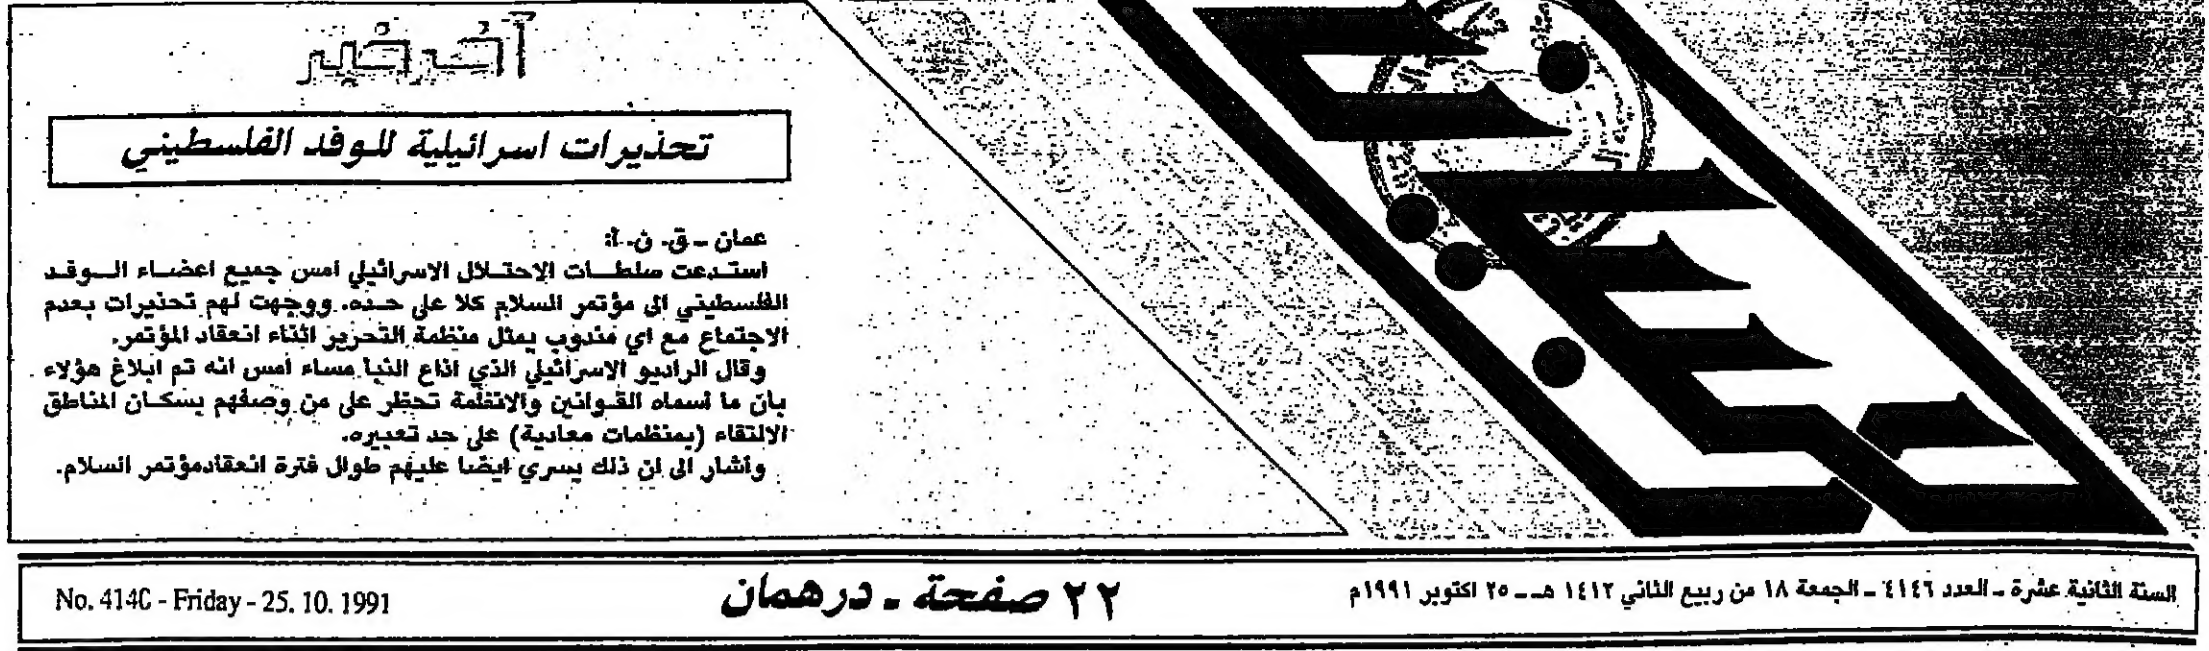 آخر خبر
تحذيرات اسرائيلية للوفد الفلسطيني
عمان ـ ق. ن. أ:
استدعت سلطات الاحتلال الاسرائيلي امس جميع اعضاء الوفد
الفلسطيني الى مؤتمر السلام كلا على حده. ووجهت لهم تحذيرات بعدم
الاجتماع مع اي مندوب يمثل منظمة التحرير اثناء انعقاد المؤتمر.
وقال الراديو الاسرائيلي الذي اذاع النبأ مساء امس انه تم ابلاغ هؤلاء
بأن ما اسماه القوانين والانظمة تحظر على من وصفهم بسكان المناطق
الالتقاء (بمنظمات معادية) على حد تعبيره.
وأشار الى ان ذلك يسري ايضا عليهم طوال فترة انعقادمؤتمر السلام.
السنة الثانية عشرة ـ العدد ٤١٤٦ ـ الجمعة ١٨ من ربيع الثاني ١٤١٢ هـ ـ ٢٥ اكتوبر ١٩٩١م
٢٢ صفحة ـ درهمان
No. 414C - Friday - 25. 10. 1991